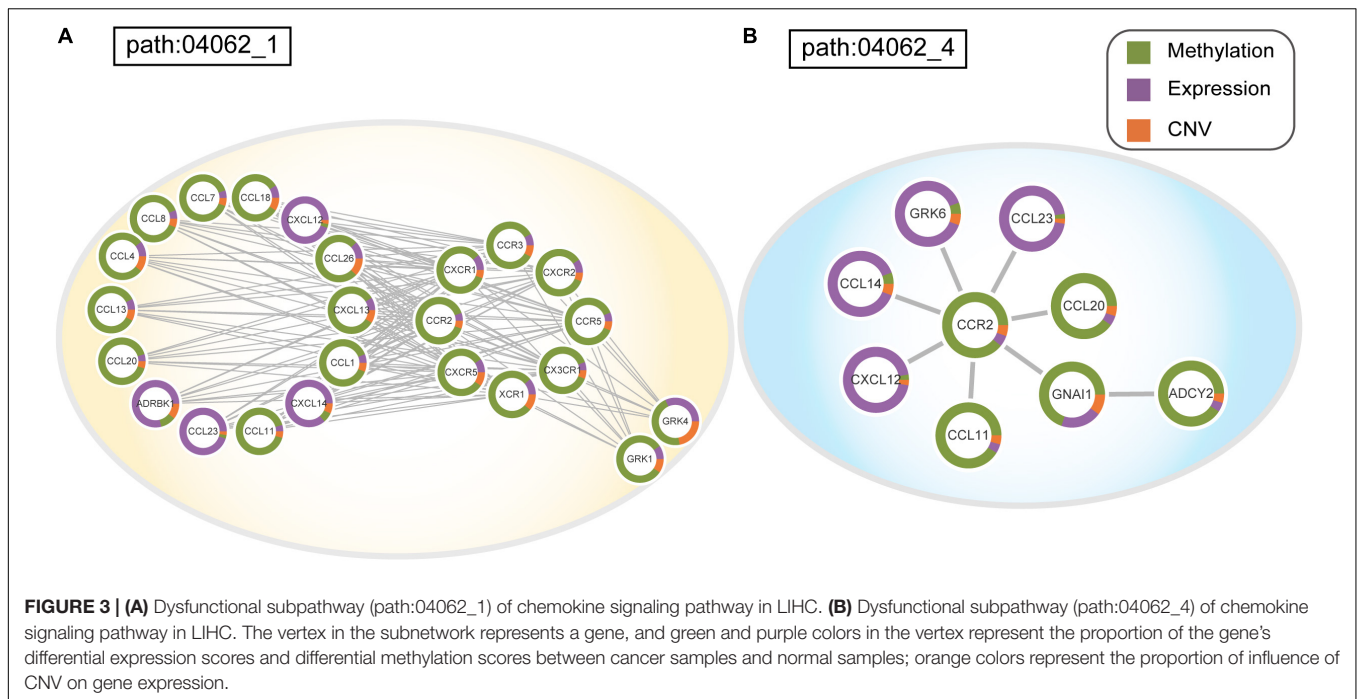 A
path:04062_1
B
path:04062_4
Methylation
Expression
CNV
CCL7
CCL18
CCL8
CXCL12
CCL4
CCL26
CCL13
CXCL13
CCL20
CCL1
ADRBK1
CXCL14
CCL23
CCL11
CCR3
CXCR1
CXCR2
CCR2
CCR5
CXCR5
CX3CR1
XCR1
GRK4
GRK1
GRK6
CCL23
CCL14
CCL20
CCR2
CXCL12
GNAI1
ADCY2
CCL11
FIGURE 3 | (A) Dysfunctional subpathway (path:04062_1) of chemokine signaling pathway in LIHC. (B) Dysfunctional subpathway (path:04062_4) of chemokine
signaling pathway in LIHC. The vertex in the subnetwork represents a gene, and green and purple colors in the vertex represent the proportion of the gene's
differential expression scores and differential methylation scores between cancer samples and normal samples; orange colors represent the proportion of influence of
CNV on gene expression.